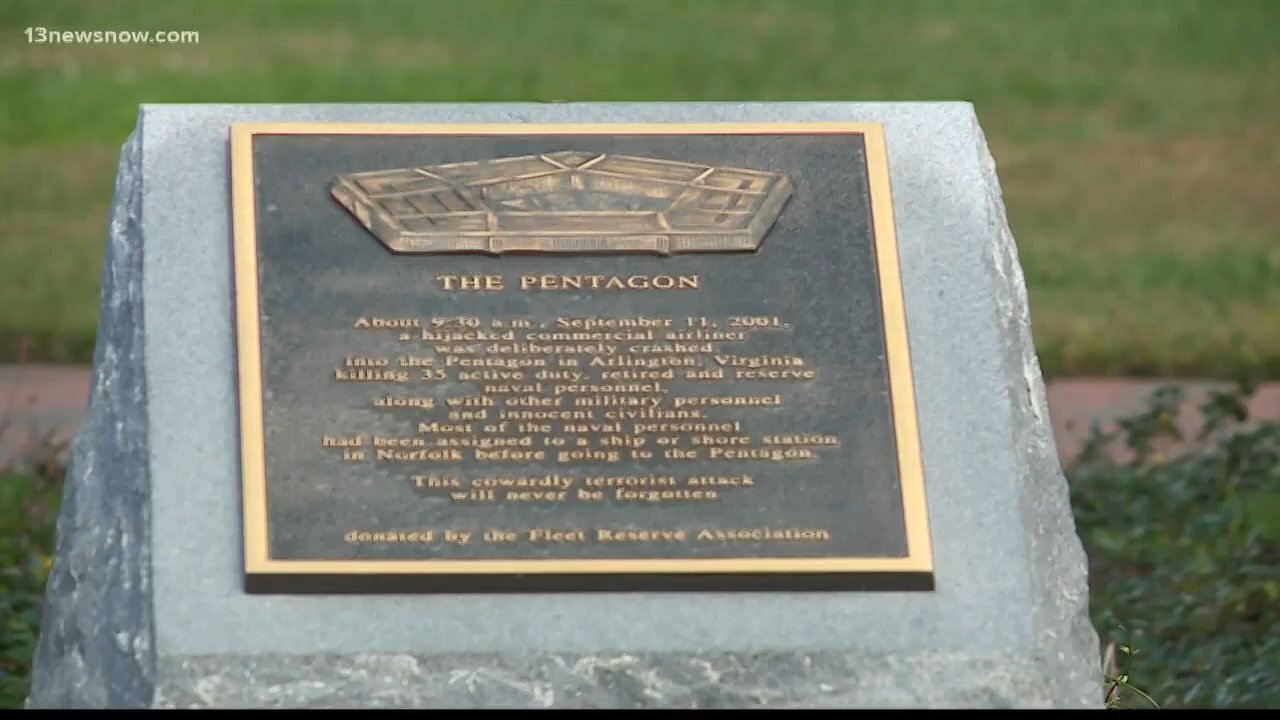 13newsnow.com
THE PENTAGON
About 9:30 a.m., September 11, 2001,
a hijacked commercial airliner
was deliberately crashed
into the Pentagon in Arlington, Virginia
killing 35 active duty, retired and reserve
naval personnel,
along with other military personnel
and innocent civilians.
Most of the naval personnel
had been assigned to a ship or shore station
in Norfolk before going to the Pentagon.
This cowardly terrorist attack
will never be forgotten
donated by the Fleet Reserve Association